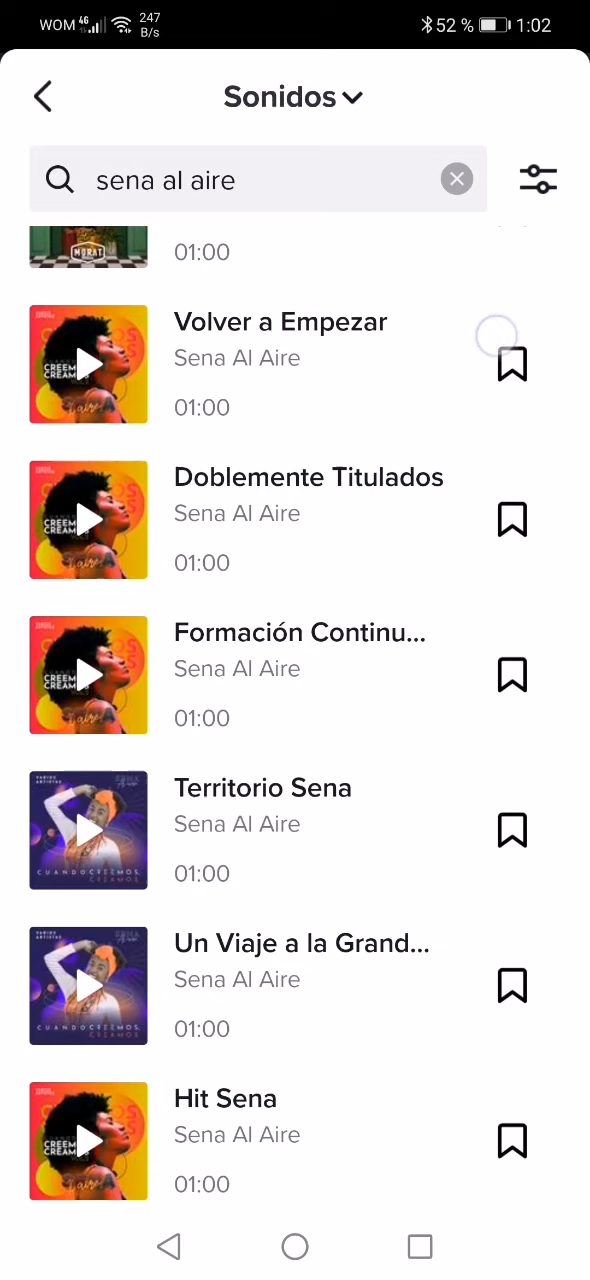 WOM 4G 247 B/s 52 % 1:02
Sonidos
sena al aire
MORAT
01:00
Volver a Empezar
Sena Al Aire
01:00
Doblemente Titulados
Sena Al Aire
01:00
Formación Continu...
Sena Al Aire
01:00
Territorio Sena
Sena Al Aire
01:00
Un Viaje a la Grand...
Sena Al Aire
01:00
Hit Sena
Sena Al Aire
01:00